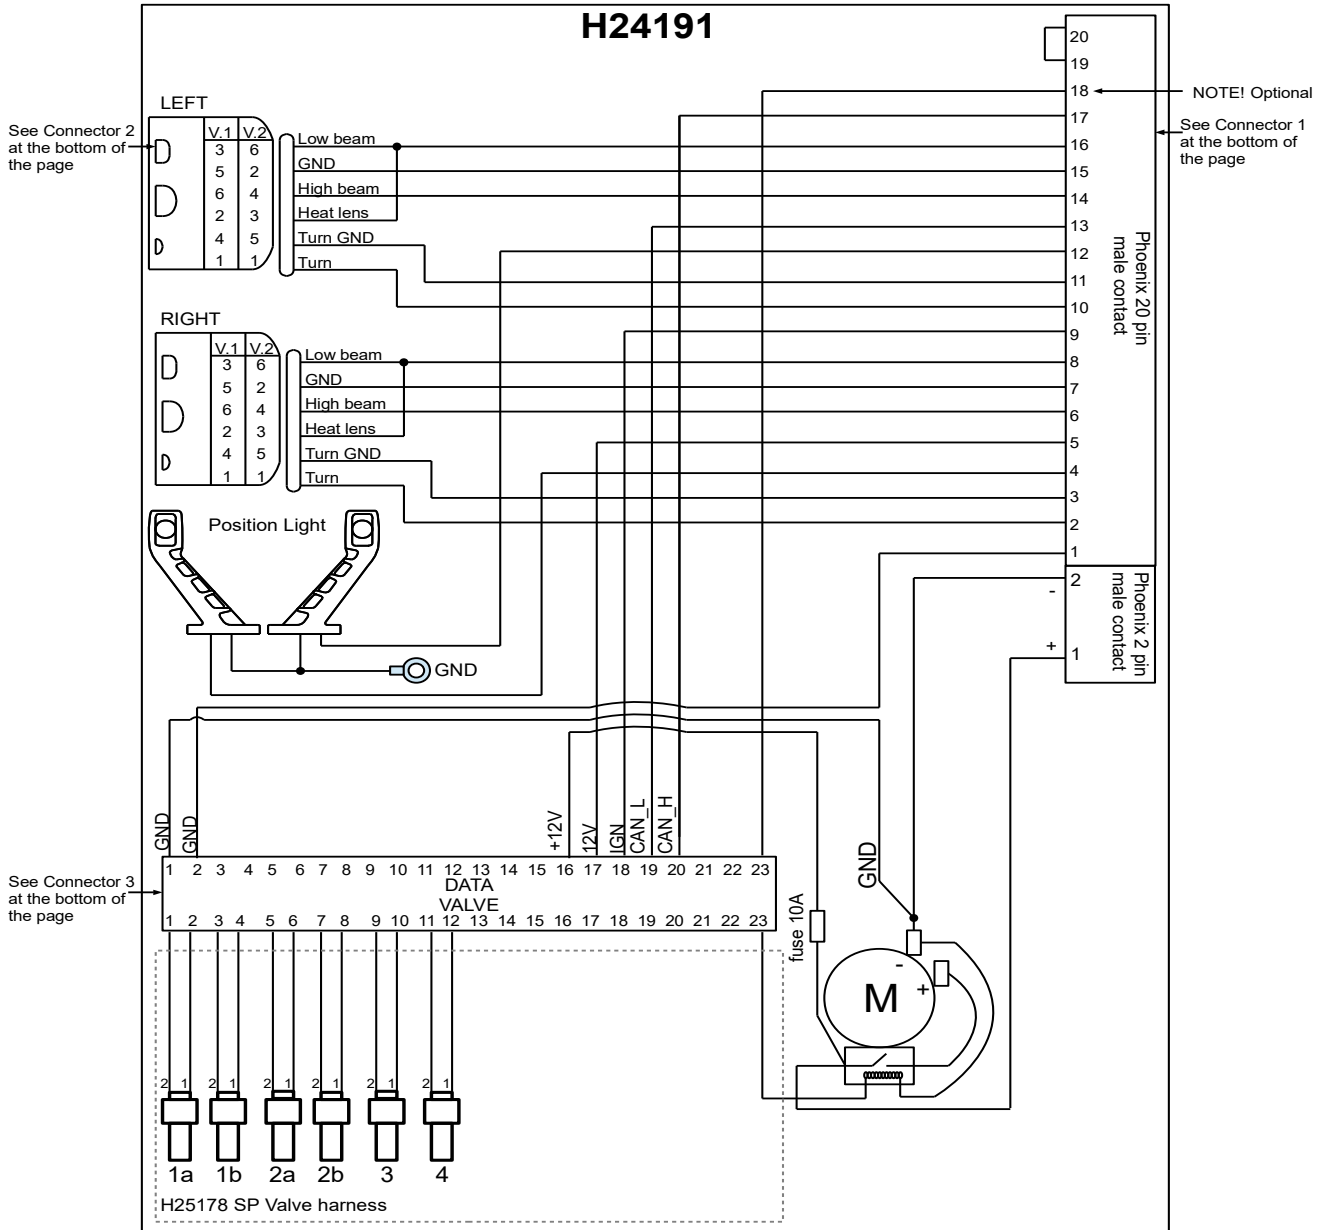 H24191
20
19
18
NOTE! Optional
17
See Connector 1
at the bottom of
the page
16
15
14
13
12
11
10
9
8
7
6
5
4
3
2
1
Phoenix 20 pin
male contact
2
-
+
1
Phoenix 2 pin
male contact
LEFT
See Connector 2
at the bottom of
the page
V.1 V.2
3 6
5 2
6 4
2 3
4 5
1 1
Low beam
GND
High beam
Heat lens
Turn GND
Turn
RIGHT
V.1 V.2
3 6
5 2
6 4
2 3
4 5
1 1
Low beam
GND
High beam
Heat lens
Turn GND
Turn
Position Light
GND
GND
GND
+12V
12V
IGN
CAN_L
CAN_H
See Connector 3
at the bottom of
the page
1 2 3 4 5 6 7 8 9 10 11 12 13 14 15 16 17 18 19 20 21 22 23
DATA
VALVE
1 2 3 4 5 6 7 8 9 10 11 12 13 14 15 16 17 18 19 20 21 22 23
fuse 10A
GND
-
+
M
2 1 2 1 2 1 2 1 2 1 2 1
1a 1b 2a 2b 3 4
H25178 SP Valve harness